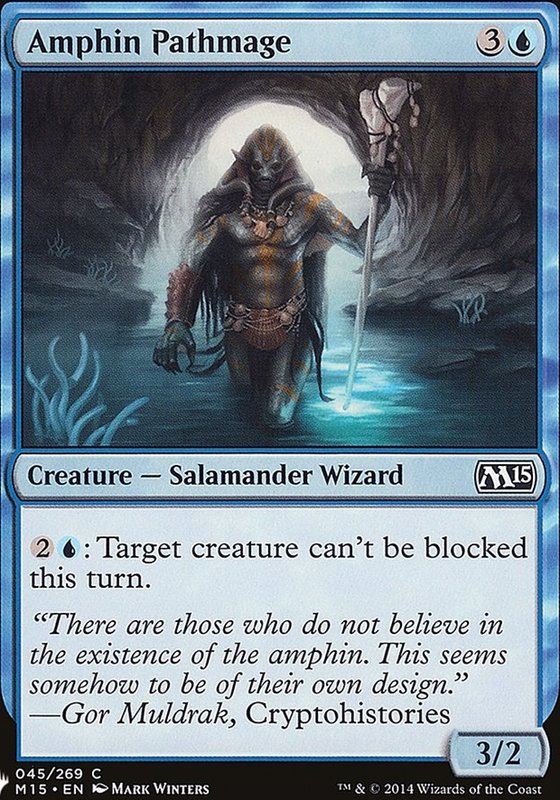 Amphin Pathmage 3
Creature — Salamander Wizard M15
2: Target creature can't be blocked
this turn.
“There are those who do not believe in
the existence of the amphin. This seems
somehow to be of their own design.”
—Gor Muldrak, Cryptohistories
3/2
045/269 C
M15 • EN Mark Winters
™ & © 2014 Wizards of the Coast